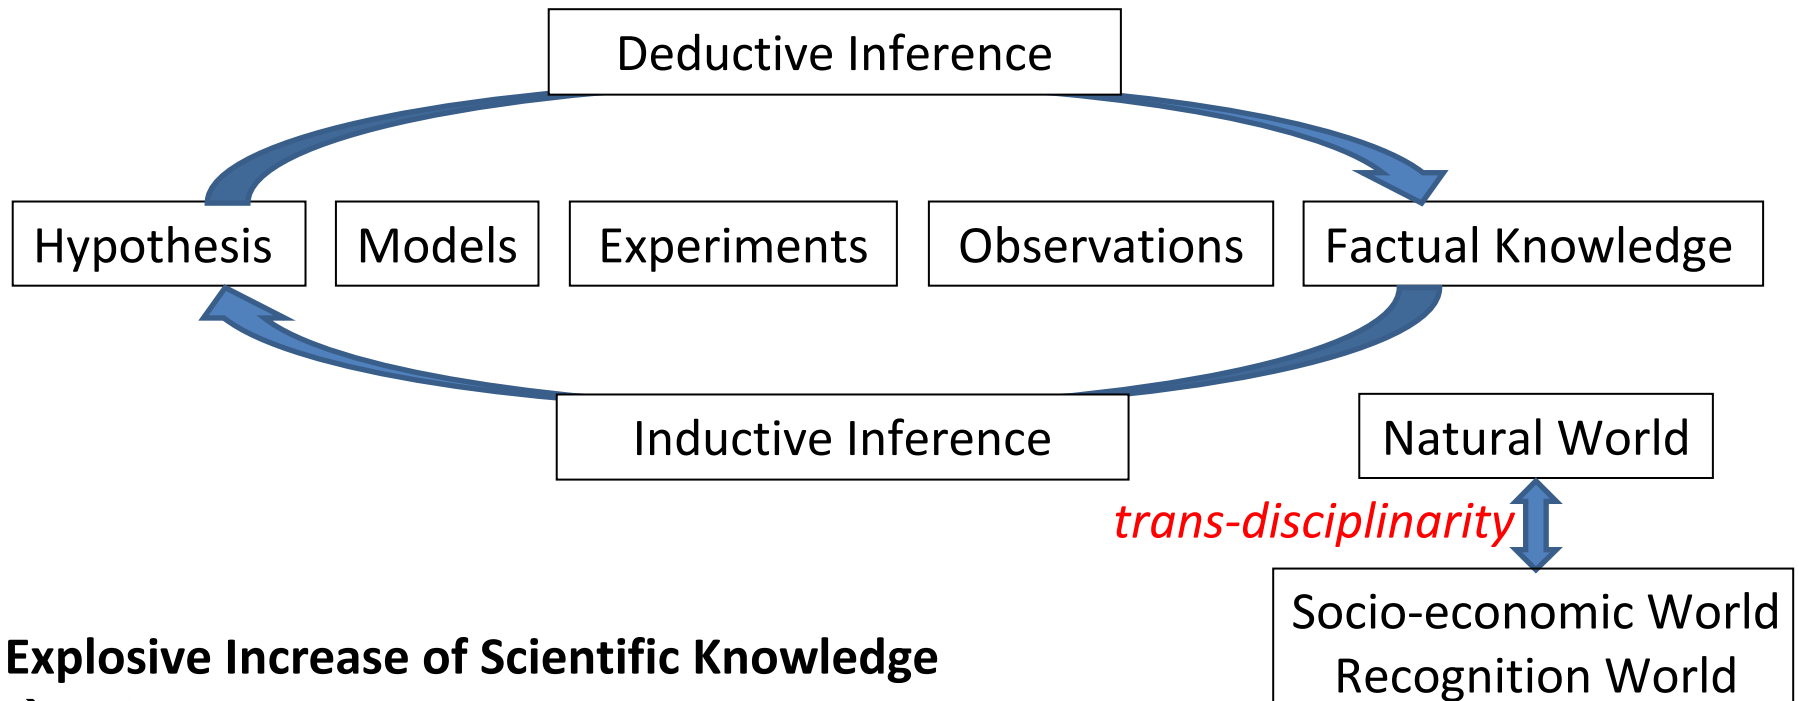 Deductive Inference
Hypothesis
Models
Experiments
Observations
Factual Knowledge
Inductive Inference
Natural World
trans-disciplinarity
Socio-economic World
Recognition World
Explosive Increase of Scientific Knowledge